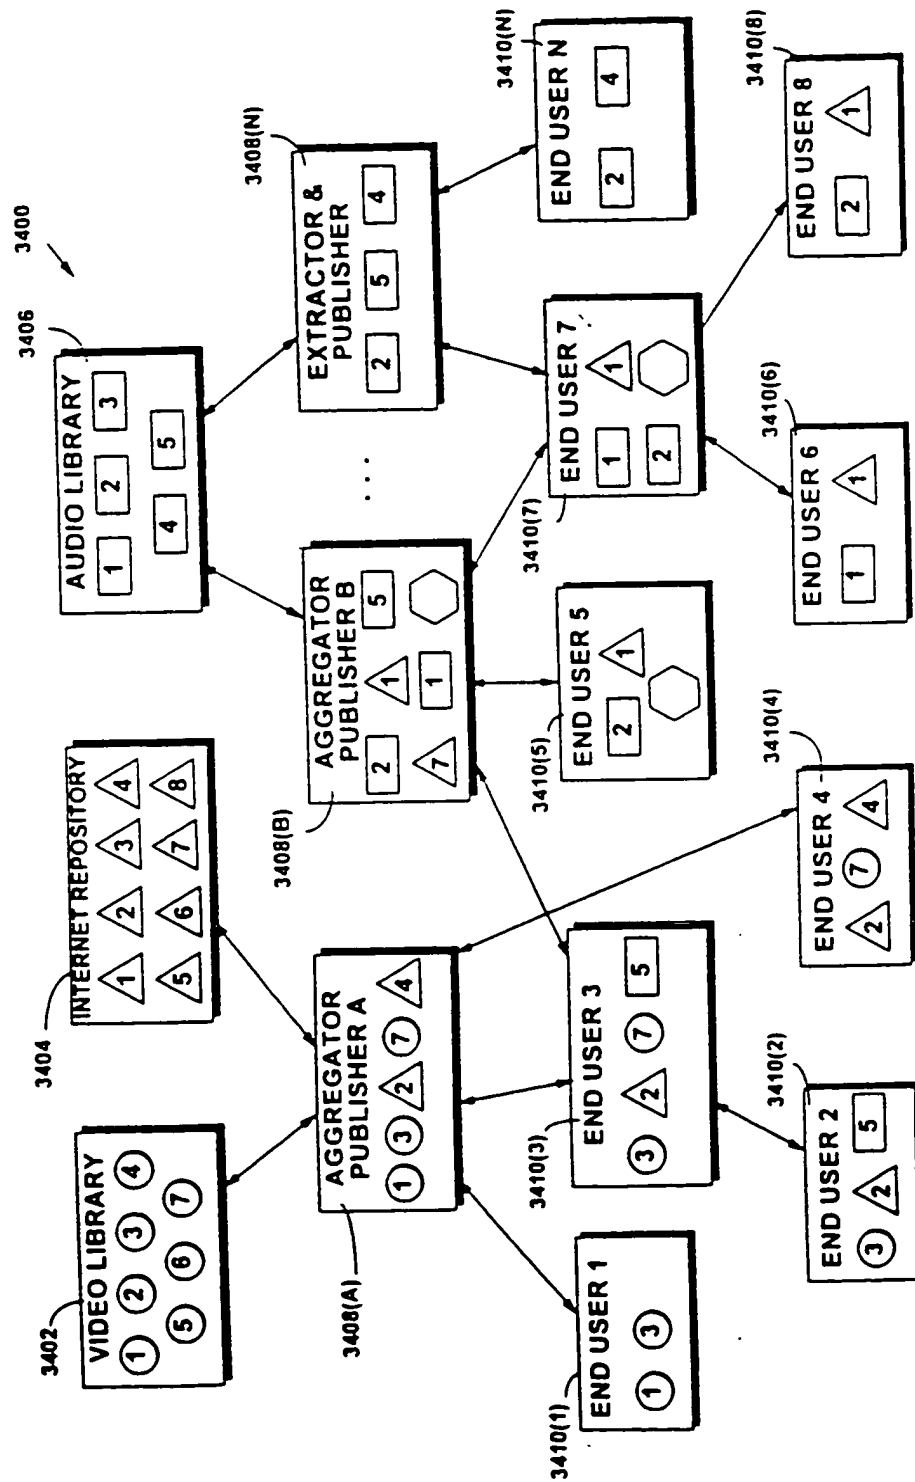 3400
3402
VIDEO LIBRARY
1 2 3 4
5 6 7
3404
INTERNET REPOSITORY
1 2 3 4
5 6 7 8
3406
AUDIO LIBRARY
1 2 3
4 5
3408(A)
AGGREGATOR
PUBLISHER A
1 3 2 7 4
3408(B)
AGGREGATOR
PUBLISHER B
2 1 5
7 1
. . .
3408(N)
EXTRACTOR &
PUBLISHER
2 5 4
3410(1)
END USER 1
1 3
3410(3)
END USER 3
3 2 7 5
3410(5)
END USER 5
2 1
3410(7)
END USER 7
1 1
2
3410(N)
END USER N
2 4
3410(2)
END USER 2
3 2 5
3410(4)
END USER 4
2 7 4
3410(6)
END USER 6
1 1
3410(8)
END USER 8
2 1